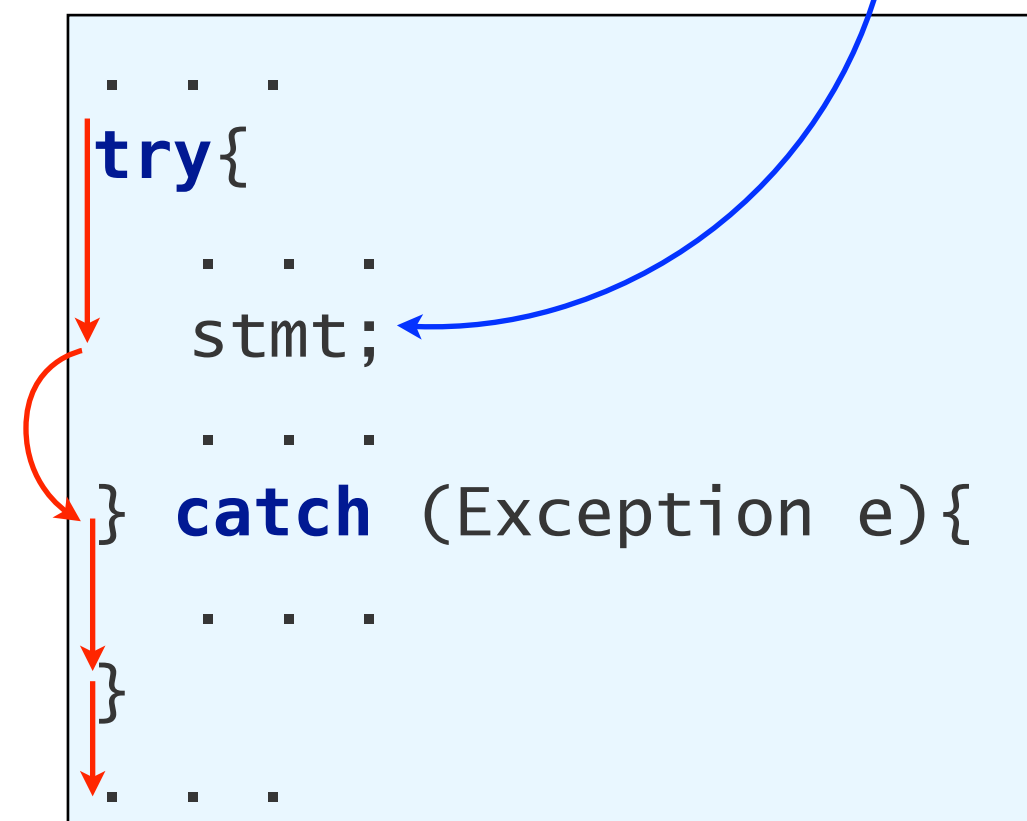 . . .
try{
. . .
stmt;
. . .
} catch (Exception e){
. . .
}
. . .